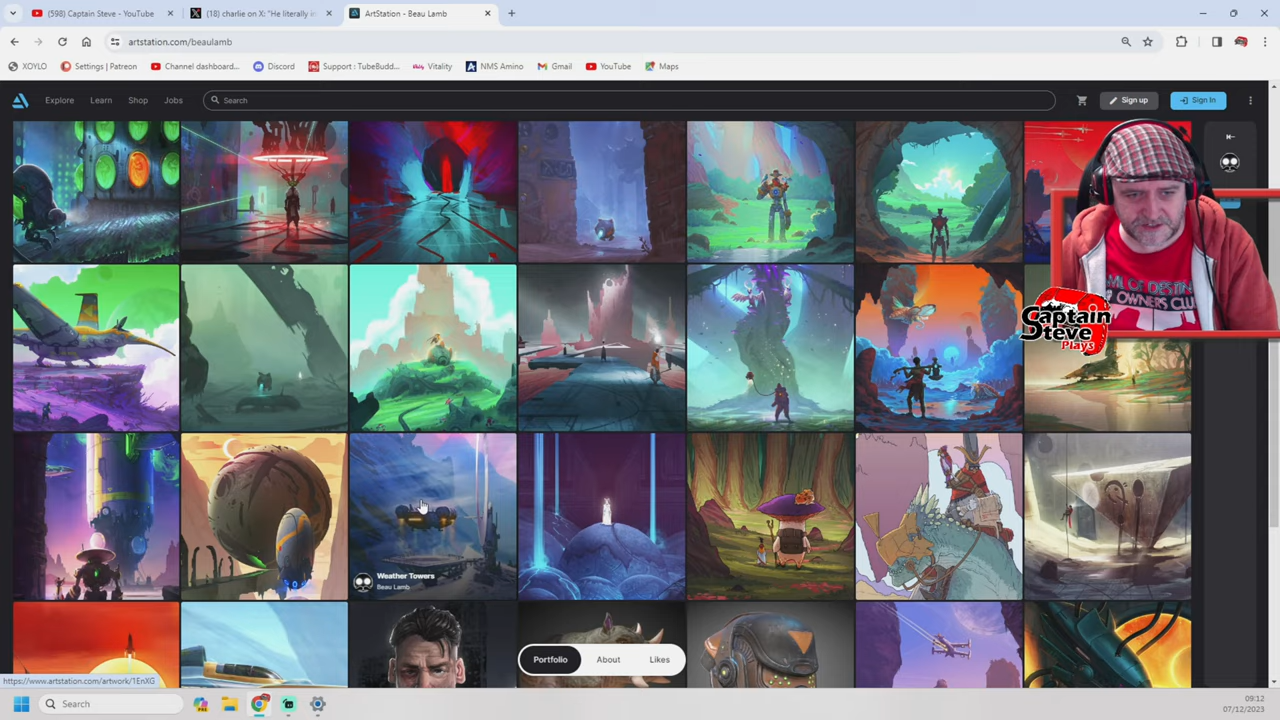 (598) Captain Steve - YouTube
(18) charlie on X: "He literally i
ArtStation - Beau Lamb
artstation.com/beaulamb
XOYLO
Settings | Patreon
Channel dashboard...
Discord
Support : TubeBudd...
Vitality
NMS Amino
Gmail
YouTube
Maps
Explore
Learn
Shop
Jobs
Search
Sign up
Sign In
OWNERS CLU
Captain
Steve
Plays
Weather Towers
Beau Lamb
Portfolio
About
Likes
https://www.artstation.com/artwork/1EnXG
Search
09:12
07/12/2023